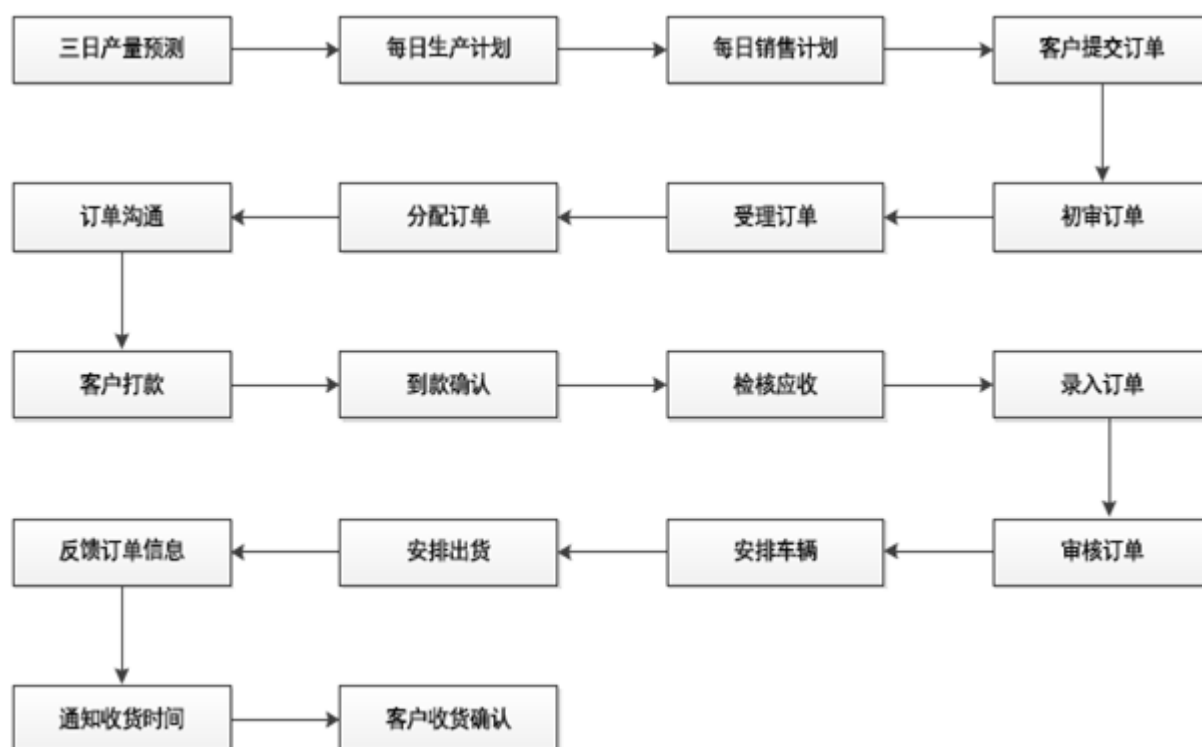 三日产量预测
每日生产计划
每日销售计划
客户提交订单
初审订单
受理订单
分配订单
订单沟通
客户打款
到款确认
检核应收
录入订单
审核订单
安排车辆
安排出货
反馈订单信息
通知收货时间
客户收货确认